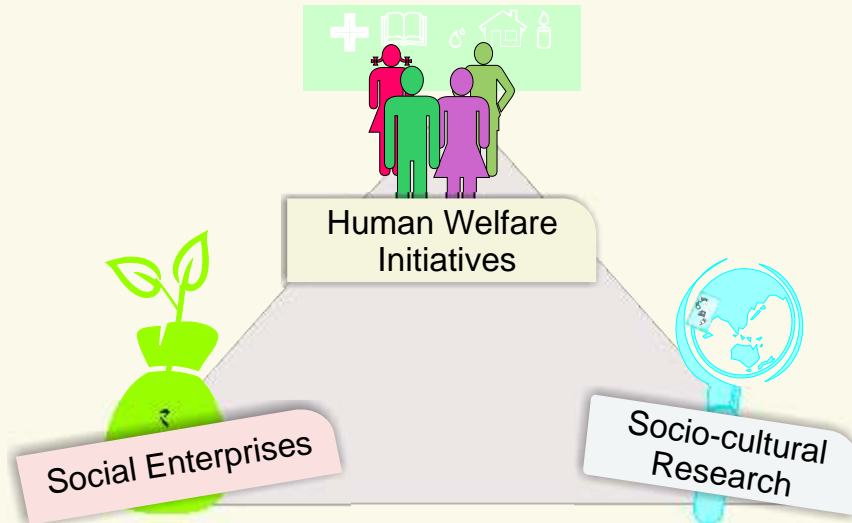 Human Welfare
Initiatives
Social Enterprises
Socio-cultural
Research